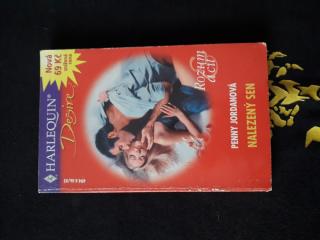 Nová
69 Kč
HARLEQUIN®
Desire
Rozum
a cit
PENNY JORDANOVÁ
NALEZENÝ SEN